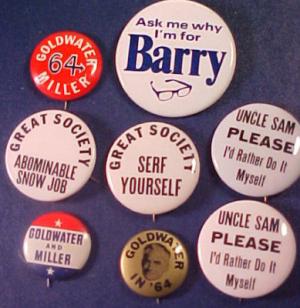 GOLDWATER
64
MILLER
Ask me why
I'm for
Barry
GREAT SOCIETY
ABOMINABLE
SNOW JOB
GREAT SOCIETY
SERF
YOURSELF
UNCLE SAM
PLEASE
I'd Rather Do It
Myself
GOLDWATER
AND
MILLER
GOLDWATER
IN '64
UNCLE SAM
PLEASE
I'd Rather Do It
Myself